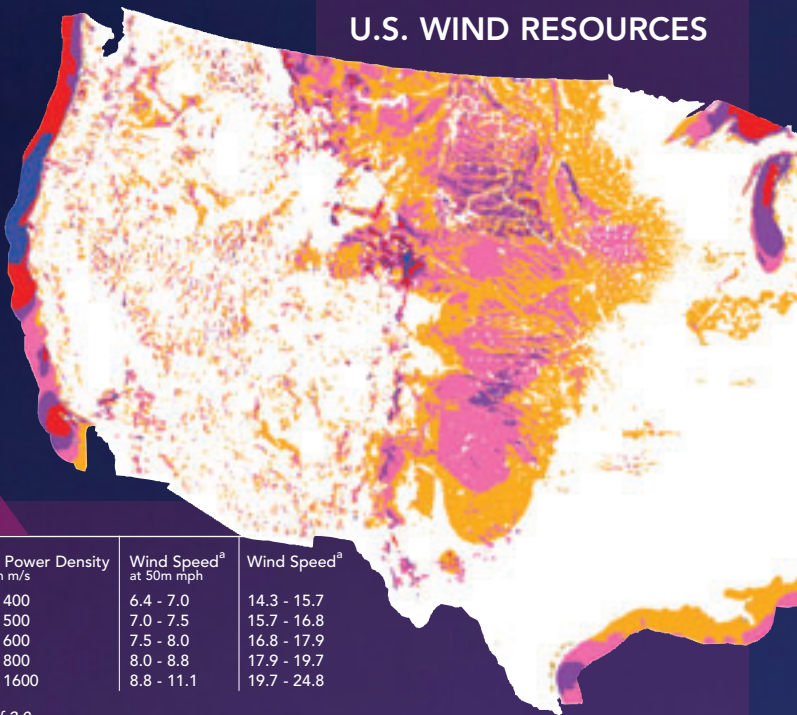 U.S. WIND RESOURCES
Power Density Wind Speedᵃ Wind Speedᵃ
m/s at 50m mph
400 6.4 - 7.0 14.3 - 15.7
500 7.0 - 7.5 15.7 - 16.8
600 7.5 - 8.0 16.8 - 17.9
800 8.0 - 8.8 17.9 - 19.7
1600 8.8 - 11.1 19.7 - 24.8